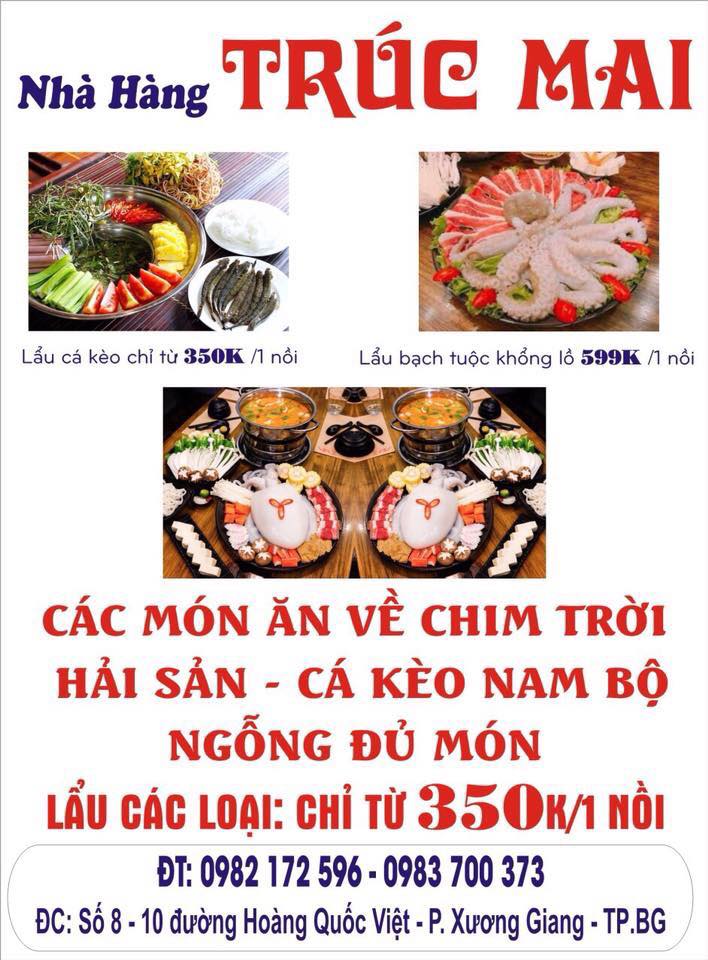 Nhà Hàng TRÚC MAI
Lẩu cá kèo chỉ từ 350K /1 nồi
Lẩu bạch tuộc khổng lồ 599K /1 nồi
CÁC MÓN ĂN VỀ CHIM TRỜI
HẢI SẢN - CÁ KÈO NAM BỘ
NGỖNG ĐỦ MÓN
LẨU CÁC LOẠI: CHỈ TỪ 350K/1 NỒI
ĐT: 0982 172 596 - 0983 700 373
ĐC: Số 8 - 10 đường Hoàng Quốc Việt - P. Xương Giang - TP.BG